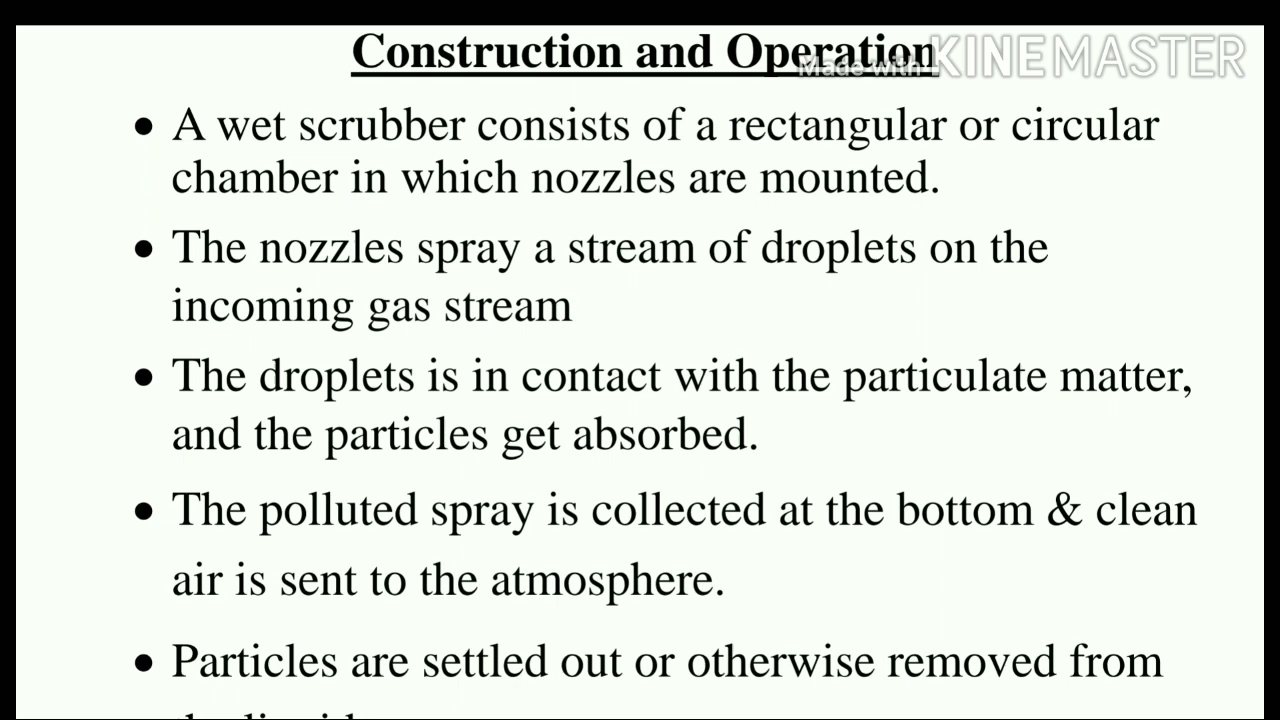 Construction and Operation
Made with KINEMASTER
• A wet scrubber consists of a rectangular or circular
chamber in which nozzles are mounted.
• The nozzles spray a stream of droplets on the
incoming gas stream
• The droplets is in contact with the particulate matter,
and the particles get absorbed.
• The polluted spray is collected at the bottom & clean
air is sent to the atmosphere.
• Particles are settled out or otherwise removed from